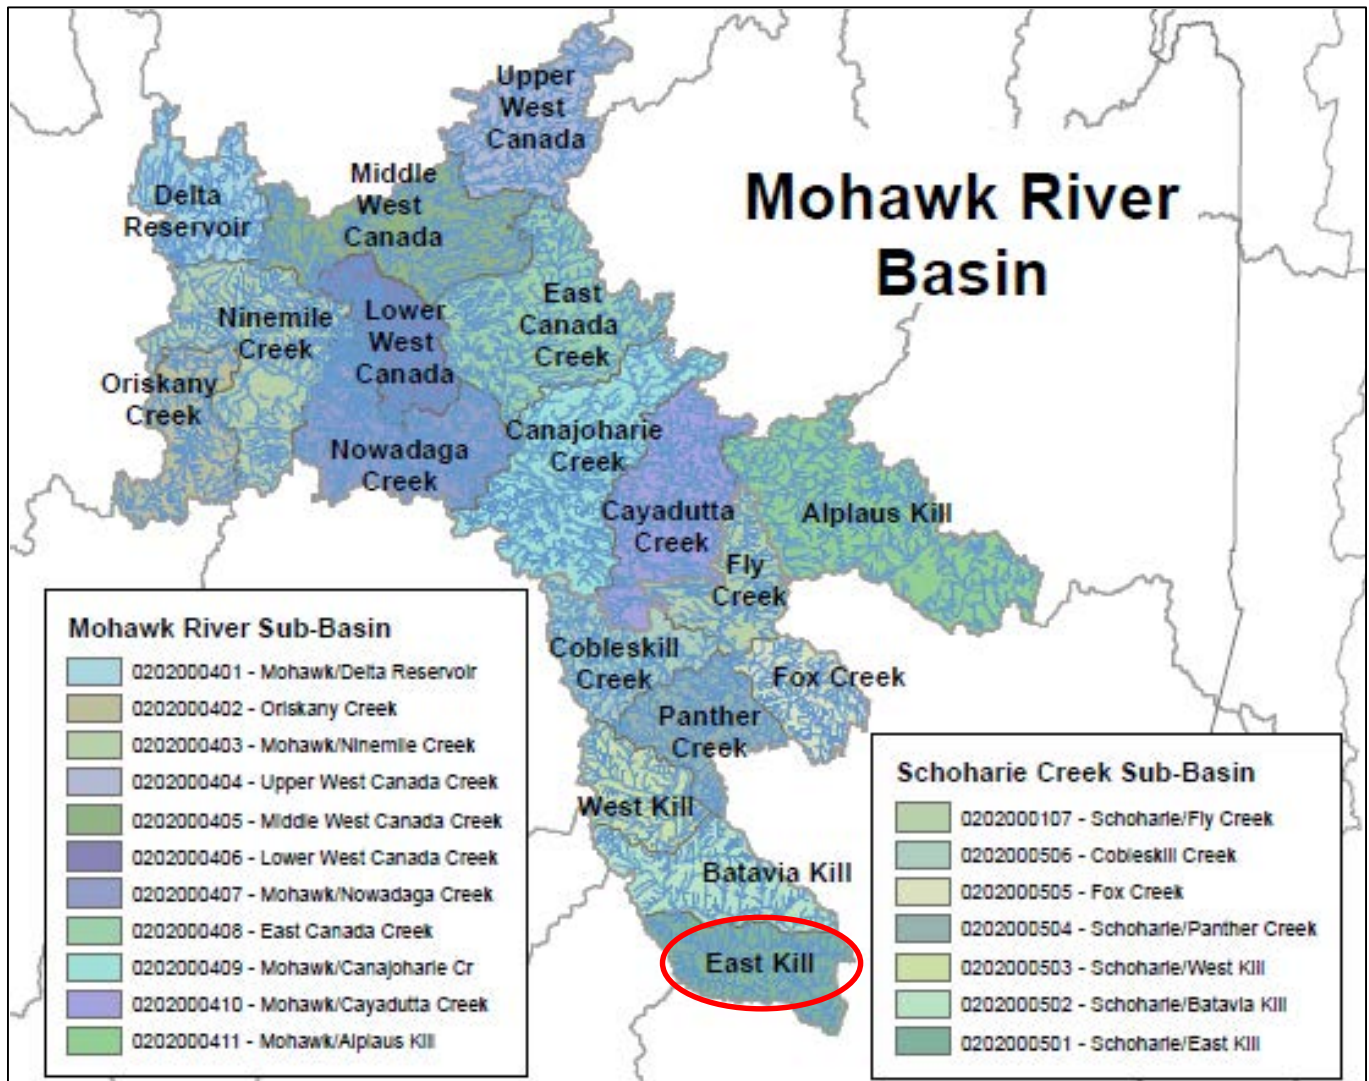 Upper
West
Canada
Middle
West
Canada
Delta
Reservoir
Mohawk River
Basin
East
Canada
Creek
Ninemile
Creek
Lower
West
Canada
Oriskany
Creek
Canajoharie
Creek
Nowadaga
Creek
Cayadutta
Creek
Alplaus Kill
Fly
Creek
Cobleskill
Creek
Fox Creek
Panther
Creek
West Kill
Batavia Kill
East Kill
Mohawk River Sub-Basin
0202000401 - Mohawk/Delta Reservoir
0202000402 - Oriskany Creek
0202000403 - Mohawk/Ninemile Creek
0202000404 - Upper West Canada Creek
0202000405 - Middle West Canada Creek
0202000406 - Lower West Canada Creek
0202000407 - Mohawk/Nowadaga Creek
0202000408 - East Canada Creek
0202000409 - Mohawk/Canajoharie Cr
0202000410 - Mohawk/Cayadutta Creek
0202000411 - Mohawk/Alplaus Kill
Schoharie Creek Sub-Basin
0202000107 - Schoharie/Fly Creek
0202000506 - Cobleskill Creek
0202000505 - Fox Creek
0202000504 - Schoharie/Panther Creek
0202000503 - Schoharie/West Kill
0202000502 - Schoharie/Batavia Kill
0202000501 - Schoharie/East Kill